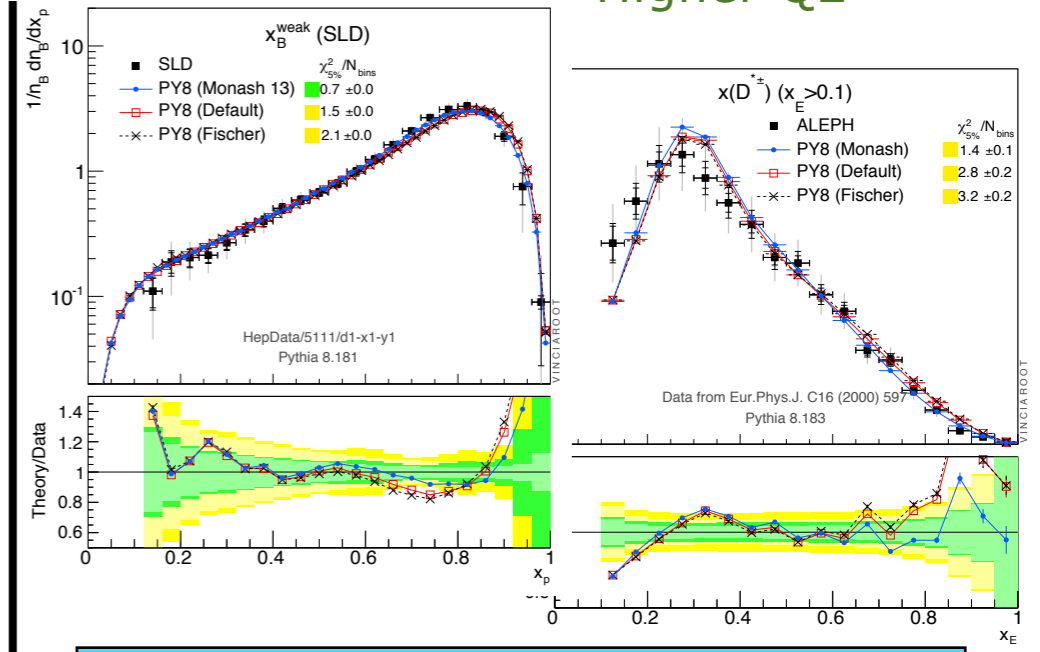 Higher Q2
1/n_B dn_B/dx_p
10
1
10^-1
x_B^weak (SLD)
χ²_5%/N_bins
SLD
PY8 (Monash 13) 0.7 ±0.0
PY8 (Default) 1.5 ±0.0
PY8 (Fischer) 2.1 ±0.0
HepData/5111/d1-x1-y1
Pythia 8.181
VINCIAROOT
Theory/Data
1.4
1.2
1
0.8
0.6
0 0.2 0.4 0.6 0.8 1
x_p
x(D*±) (x_E>0.1)
χ²_5%/N_bins
ALEPH
PY8 (Monash) 1.4 ±0.1
PY8 (Default) 2.8 ±0.2
PY8 (Fischer) 3.2 ±0.2
Data from Eur.Phys.J. C16 (2000) 597
Pythia 8.183
VINCIAROOT
0 0.2 0.4 0.6 0.8 1
x_E